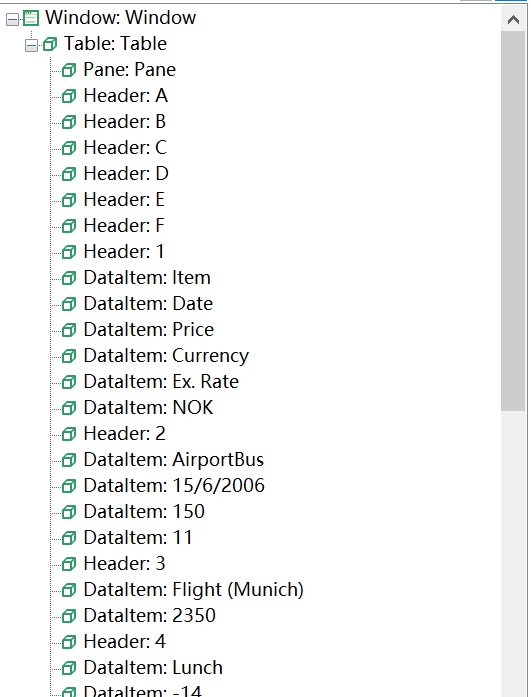 Window: Window
Table: Table
Pane: Pane
Header: A
Header: B
Header: C
Header: D
Header: E
Header: F
Header: 1
DataItem: Item
DataItem: Date
DataItem: Price
DataItem: Currency
DataItem: Ex. Rate
DataItem: NOK
Header: 2
DataItem: AirportBus
DataItem: 15/6/2006
DataItem: 150
DataItem: 11
Header: 3
DataItem: Flight (Munich)
DataItem: 2350
Header: 4
DataItem: Lunch
DataItem: -14